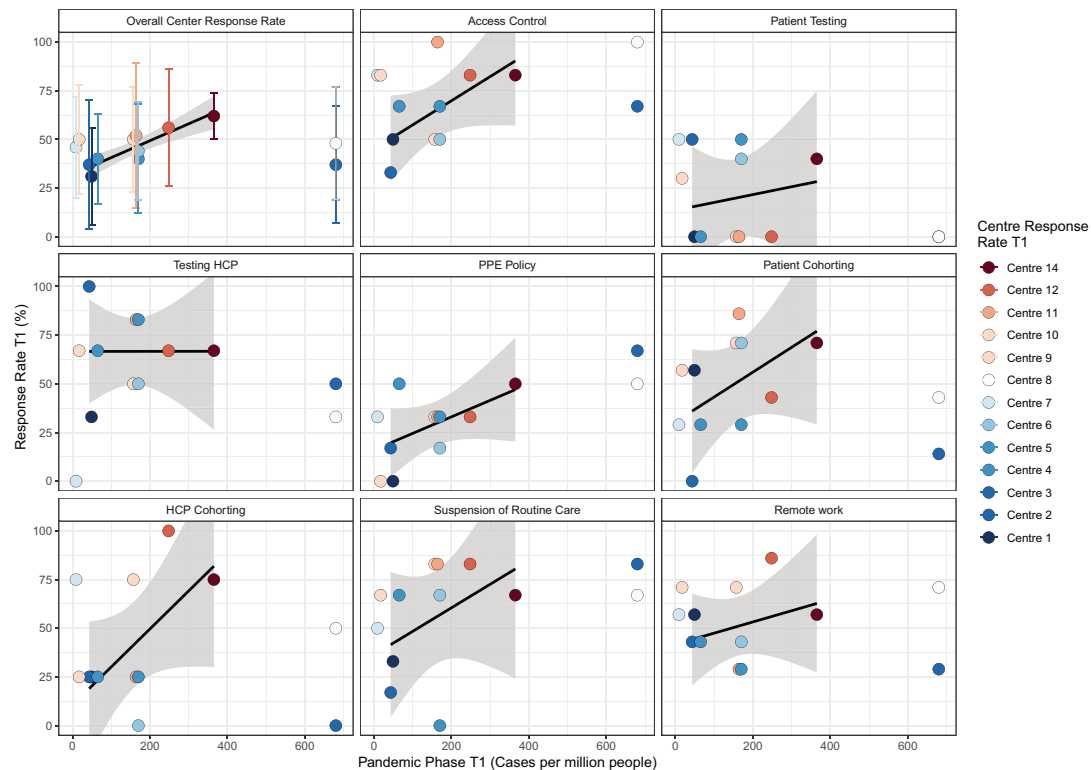 Overall Center Response Rate
Access Control
Patient Testing
100
75
50
25
0
Testing HCP
PPE Policy
Patient Cohorting
Response Rate T1 (%)
100
75
50
25
0
HCP Cohorting
Suspension of Routine Care
Remote work
100
75
50
25
0
0 200 400 600 0 200 400 600 0 200 400 600
Pandemic Phase T1 (Cases per million people)
Centre Response
Rate T1
Centre 14
Centre 12
Centre 11
Centre 10
Centre 9
Centre 8
Centre 7
Centre 6
Centre 5
Centre 4
Centre 3
Centre 2
Centre 1